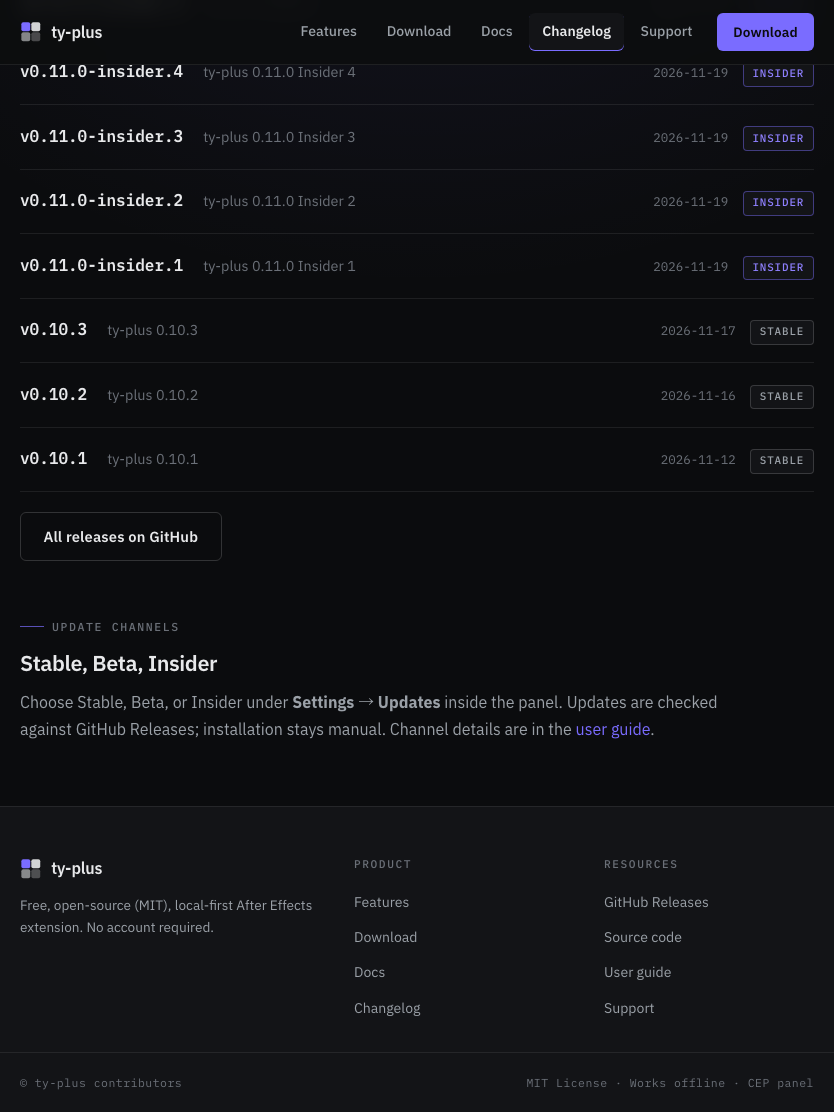 ty-plus Features Download Docs Changelog Support Download
v0.11.0-insider.4 ty-plus 0.11.0 Insider 4 2026-11-19 INSIDER
v0.11.0-insider.3 ty-plus 0.11.0 Insider 3 2026-11-19 INSIDER
v0.11.0-insider.2 ty-plus 0.11.0 Insider 2 2026-11-19 INSIDER
v0.11.0-insider.1 ty-plus 0.11.0 Insider 1 2026-11-19 INSIDER
v0.10.3 ty-plus 0.10.3 2026-11-17 STABLE
v0.10.2 ty-plus 0.10.2 2026-11-16 STABLE
v0.10.1 ty-plus 0.10.1 2026-11-12 STABLE
All releases on GitHub
UPDATE CHANNELS
Stable, Beta, Insider
Choose Stable, Beta, or Insider under Settings → Updates inside the panel. Updates are checked
against GitHub Releases; installation stays manual. Channel details are in the user guide.
ty-plus
Free, open-source (MIT), local-first After Effects
extension. No account required.
PRODUCT
Features
Download
Docs
Changelog
RESOURCES
GitHub Releases
Source code
User guide
Support
© ty-plus contributors
MIT License · Works offline · CEP panel